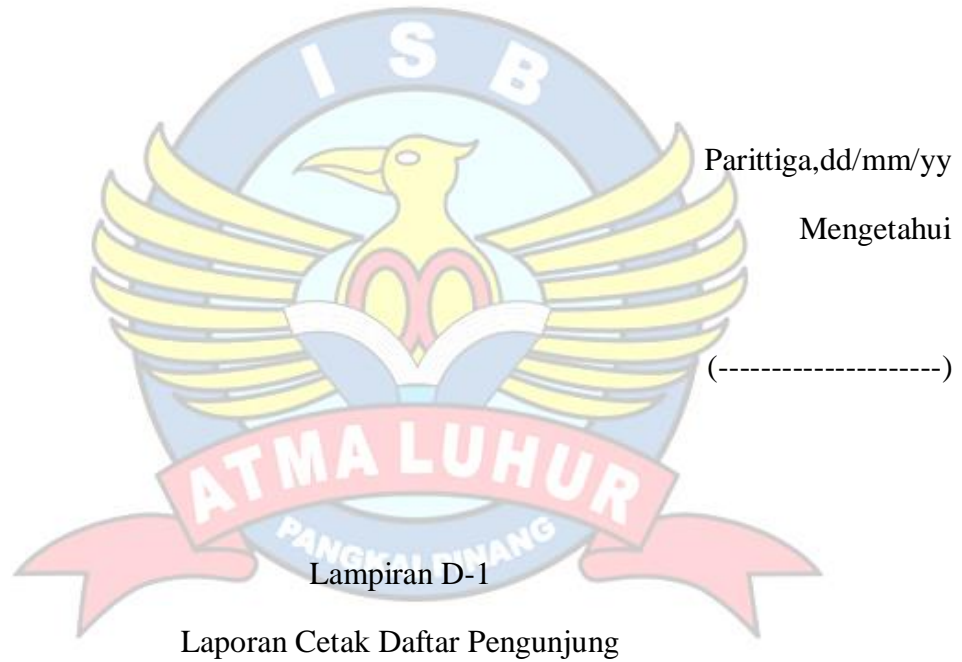 I S B
Parittiga,dd/mm/yy
Mengetahui
(---------------------)
ATMA LUHUR
PANGKALPINANG
Lampiran D-1
Laporan Cetak Daftar Pengunjung